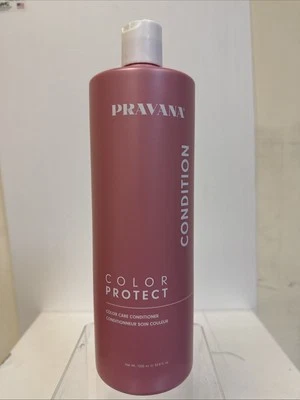 PRAVANA
CONDITION
COLOR
PROTECT
COLOR CARE CONDITIONER
CONDITIONNEUR SOIN COULEUR